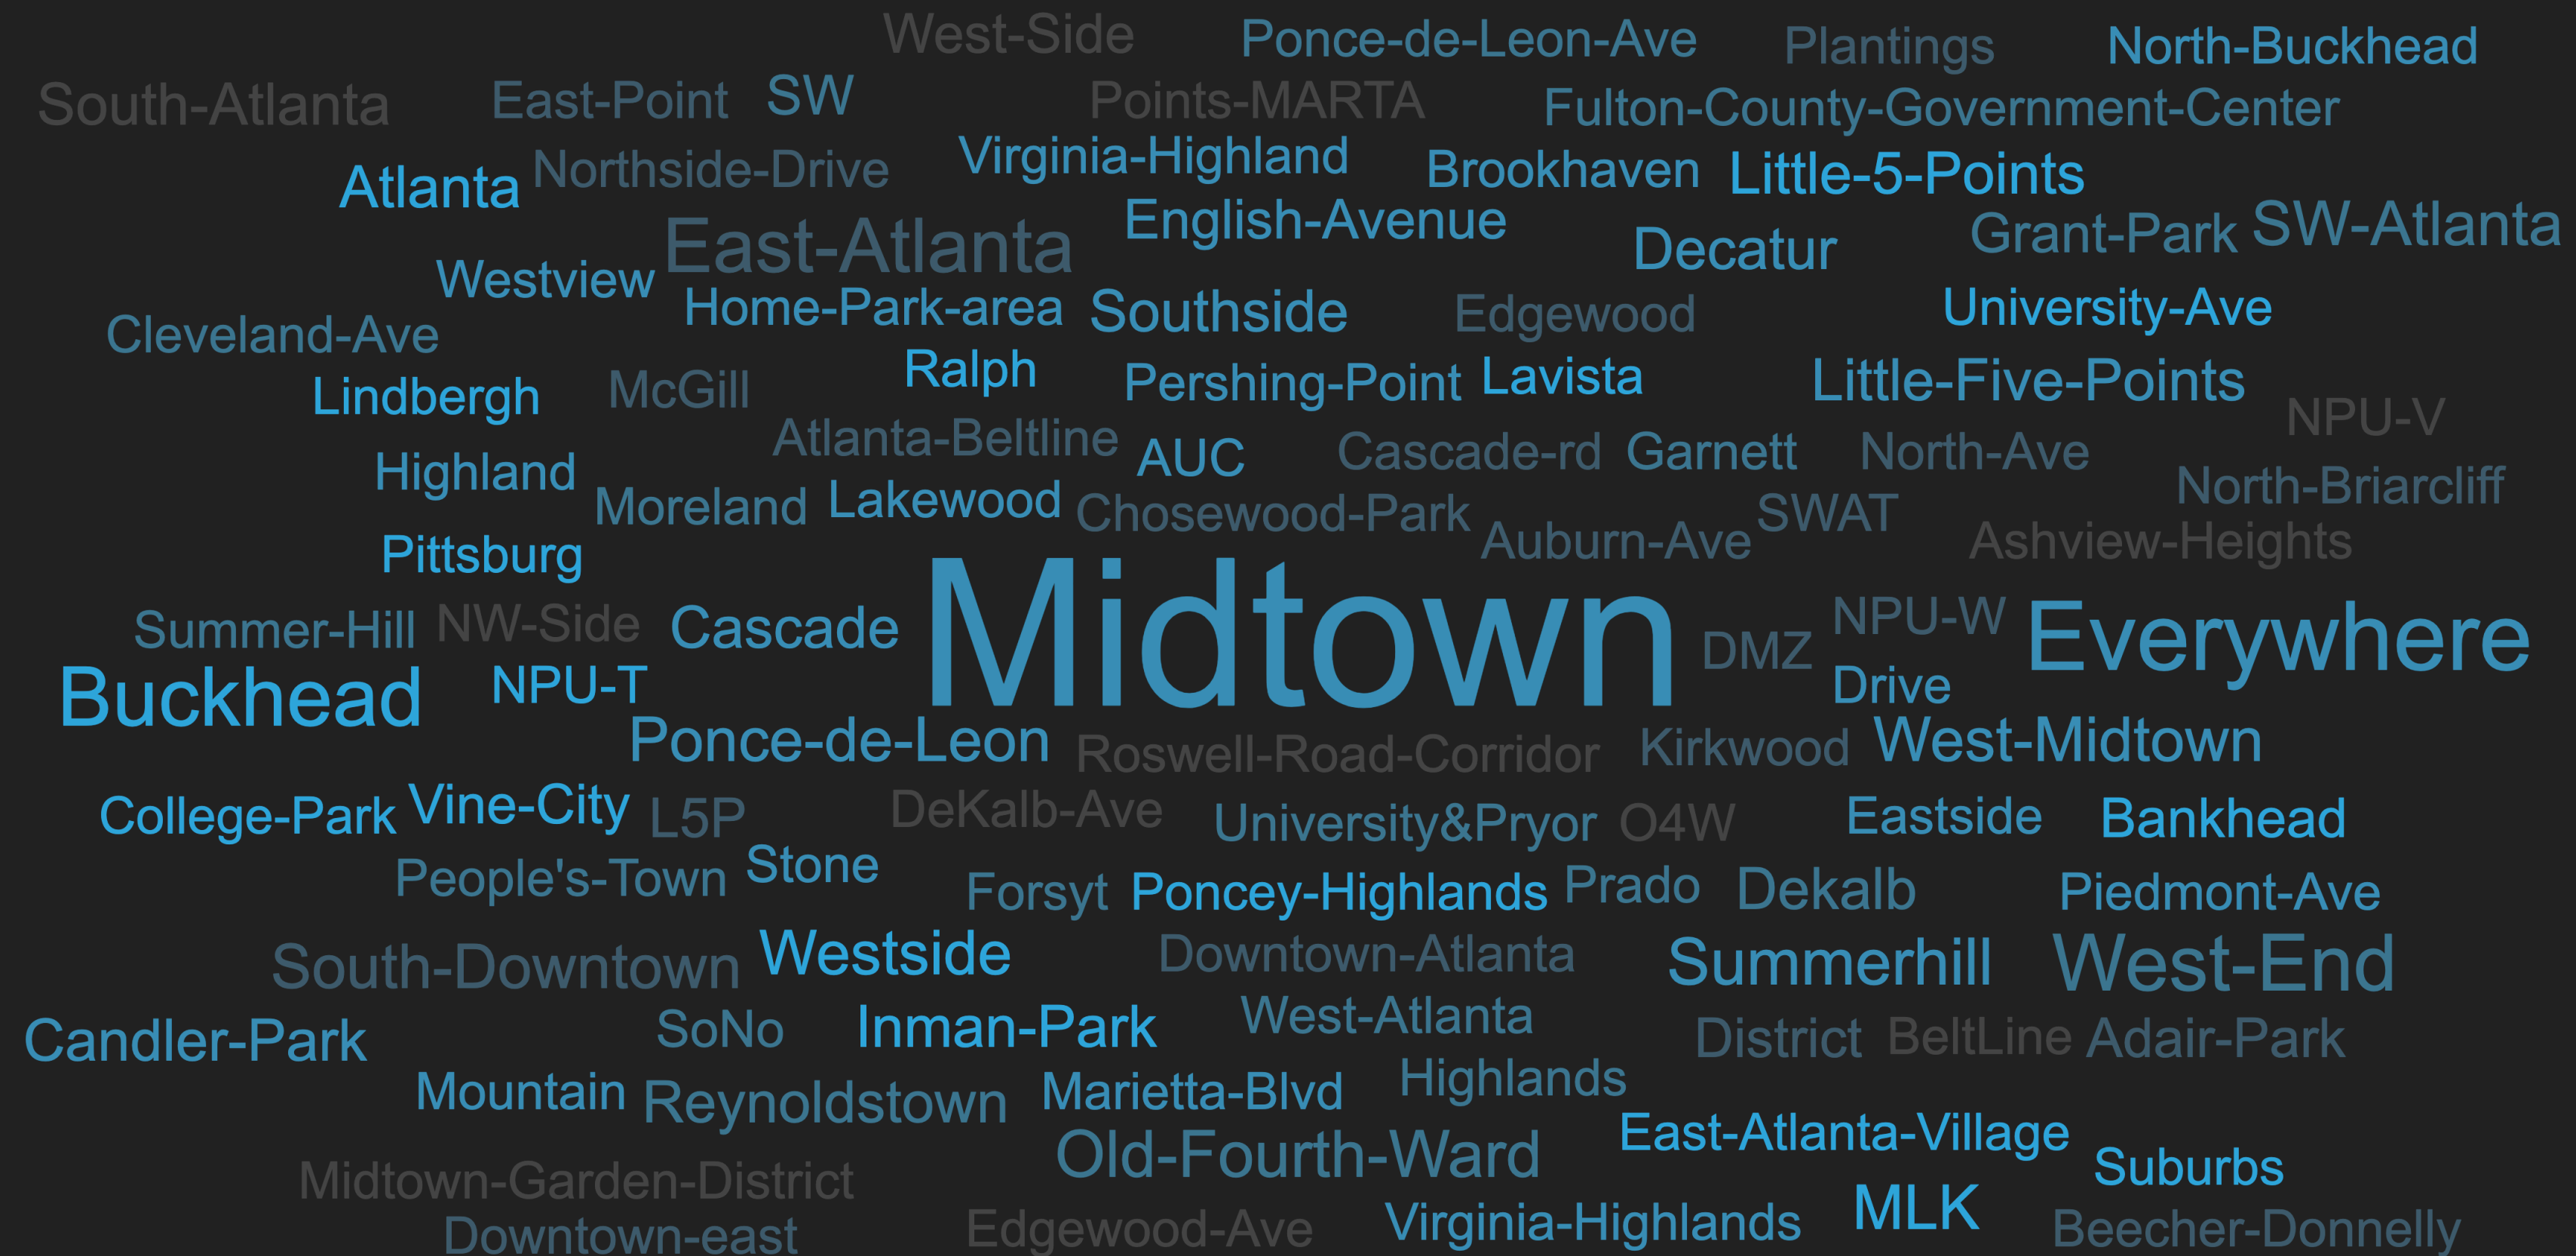 West-Side Ponce-de-Leon-Ave Plantings North-Buckhead
South-Atlanta East-Point SW Points-MARTA Fulton-County-Government-Center
Atlanta Northside-Drive Virginia-Highland Brookhaven Little-5-Points
East-Atlanta English-Avenue Decatur Grant-Park SW-Atlanta
Westview Home-Park-area Southside Edgewood University-Ave
Cleveland-Ave
Lindbergh McGill Ralph Pershing-Point Lavista Little-Five-Points
NPU-V
Highland Atlanta-Beltline AUC Cascade-rd Garnett North-Ave
Moreland Lakewood Chosewood-Park SWAT North-Briarcliff
Pittsburg Auburn-Ave Ashview-Heights
Summer-Hill NW-Side Cascade Midtown DMZ NPU-W Everywhere
Buckhead NPU-T Drive
Ponce-de-Leon Roswell-Road-Corridor Kirkwood West-Midtown
College-Park Vine-City L5P DeKalb-Ave University&Pryor O4W Eastside Bankhead
People's-Town Stone Forsyt Poncey-Highlands Prado Dekalb Piedmont-Ave
South-Downtown Westside Downtown-Atlanta Summerhill West-End
Candler-Park SoNo Inman-Park West-Atlanta District BeltLine Adair-Park
Mountain Reynoldstown Marietta-Blvd Highlands
Old-Fourth-Ward East-Atlanta-Village Suburbs
Midtown-Garden-District
Downtown-east Edgewood-Ave Virginia-Highlands MLK Beecher-Donnelly